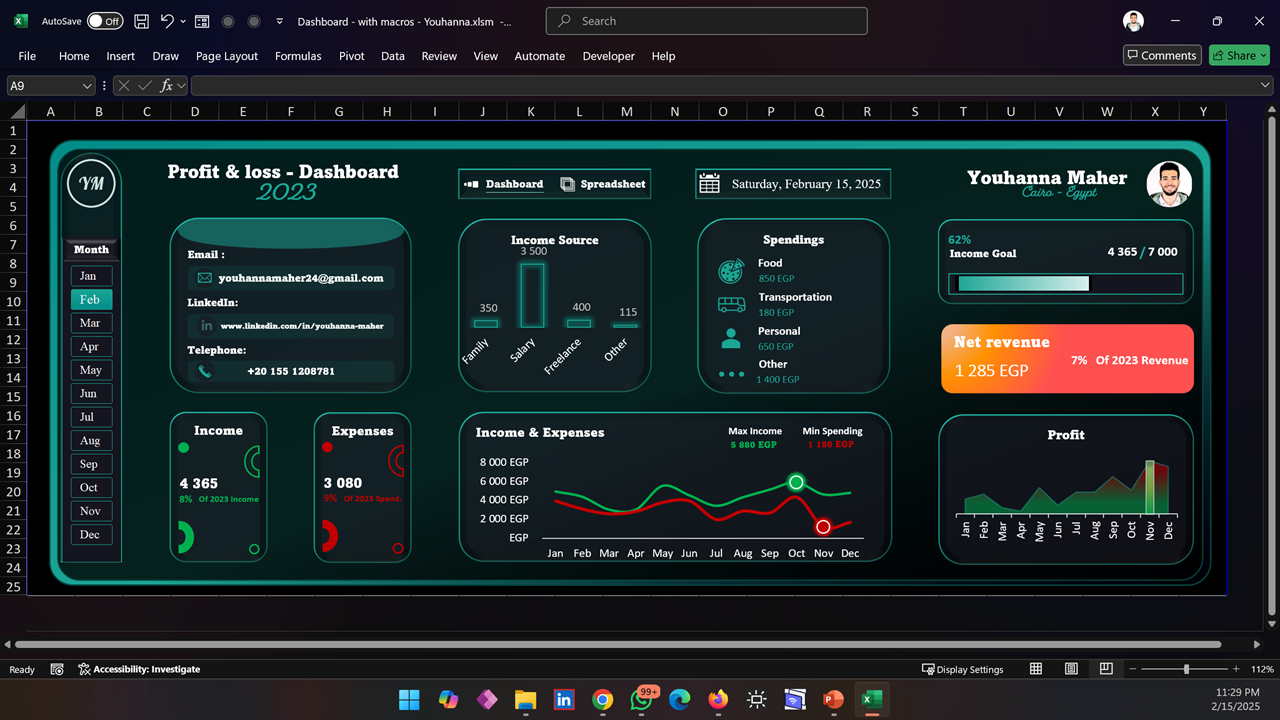 AutoSave
Off
Dashboard - with macros - Youhanna.xlsm -...
Search
File Home Insert Draw Page Layout Formulas Pivot Data Review View Automate Developer Help
Comments
Share
A9
fx
A B C D E F G H I J K L M N O P Q R S T U V W X Y
1
2
3
4
5
6
7
8
9
10
11
12
13
14
15
16
17
18
19
20
21
22
23
24
25
YM
Month
Jan
Feb
Mar
Apr
May
Jun
Jul
Aug
Sep
Oct
Nov
Dec
Profit & loss - Dashboard
2023
Dashboard
Spreadsheet
Saturday, February 15, 2025
Youhanna Maher
Cairo - Egypt
Email :
youhannamaher24@gmail.com
LinkedIn:
in
www.linkedin.com/in/youhanna-maher
Telephone:
+20 155 1208781
Income Source
350
3 500
400
115
Family
Salary
Freelance
Other
Spendings
Food
850 EGP
Transportation
180 EGP
Personal
650 EGP
Other
1 400 EGP
62%
Income Goal
4 365 / 7 000
Net revenue
1 285 EGP
7% Of 2023 Revenue
Income
4 365
8% Of 2023 Income
Expenses
3 080
9% Of 2023 Spend.
Income & Expenses
Max Income
5 880 EGP
Min Spending
1 180 EGP
8 000 EGP
6 000 EGP
4 000 EGP
2 000 EGP
EGP
Jan Feb Mar Apr May Jun Jul Aug Sep Oct Nov Dec
Profit
Jan Feb Mar Apr May Jun Jul Aug Sep Oct Nov Dec
Ready
Accessibility: Investigate
Display Settings
112%
in
99+
11:29 PM
2/15/2025